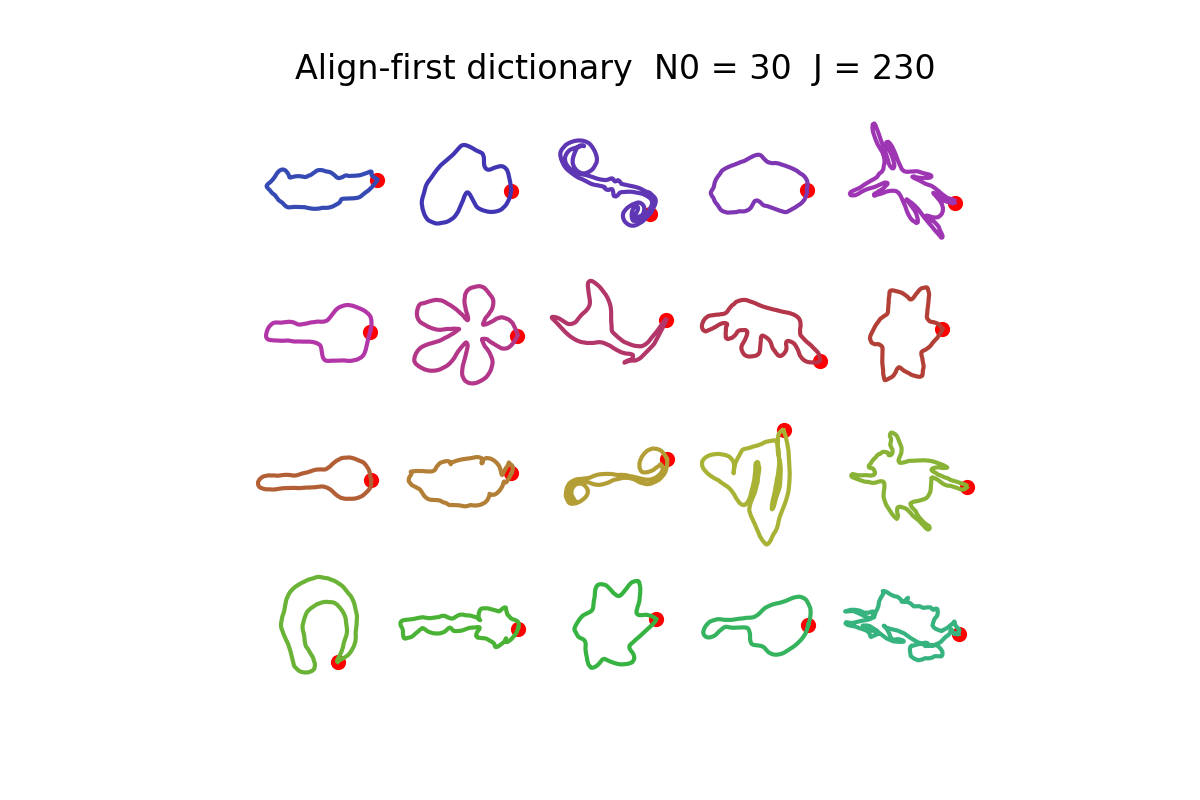 Align-first dictionary  N0 = 30  J = 230